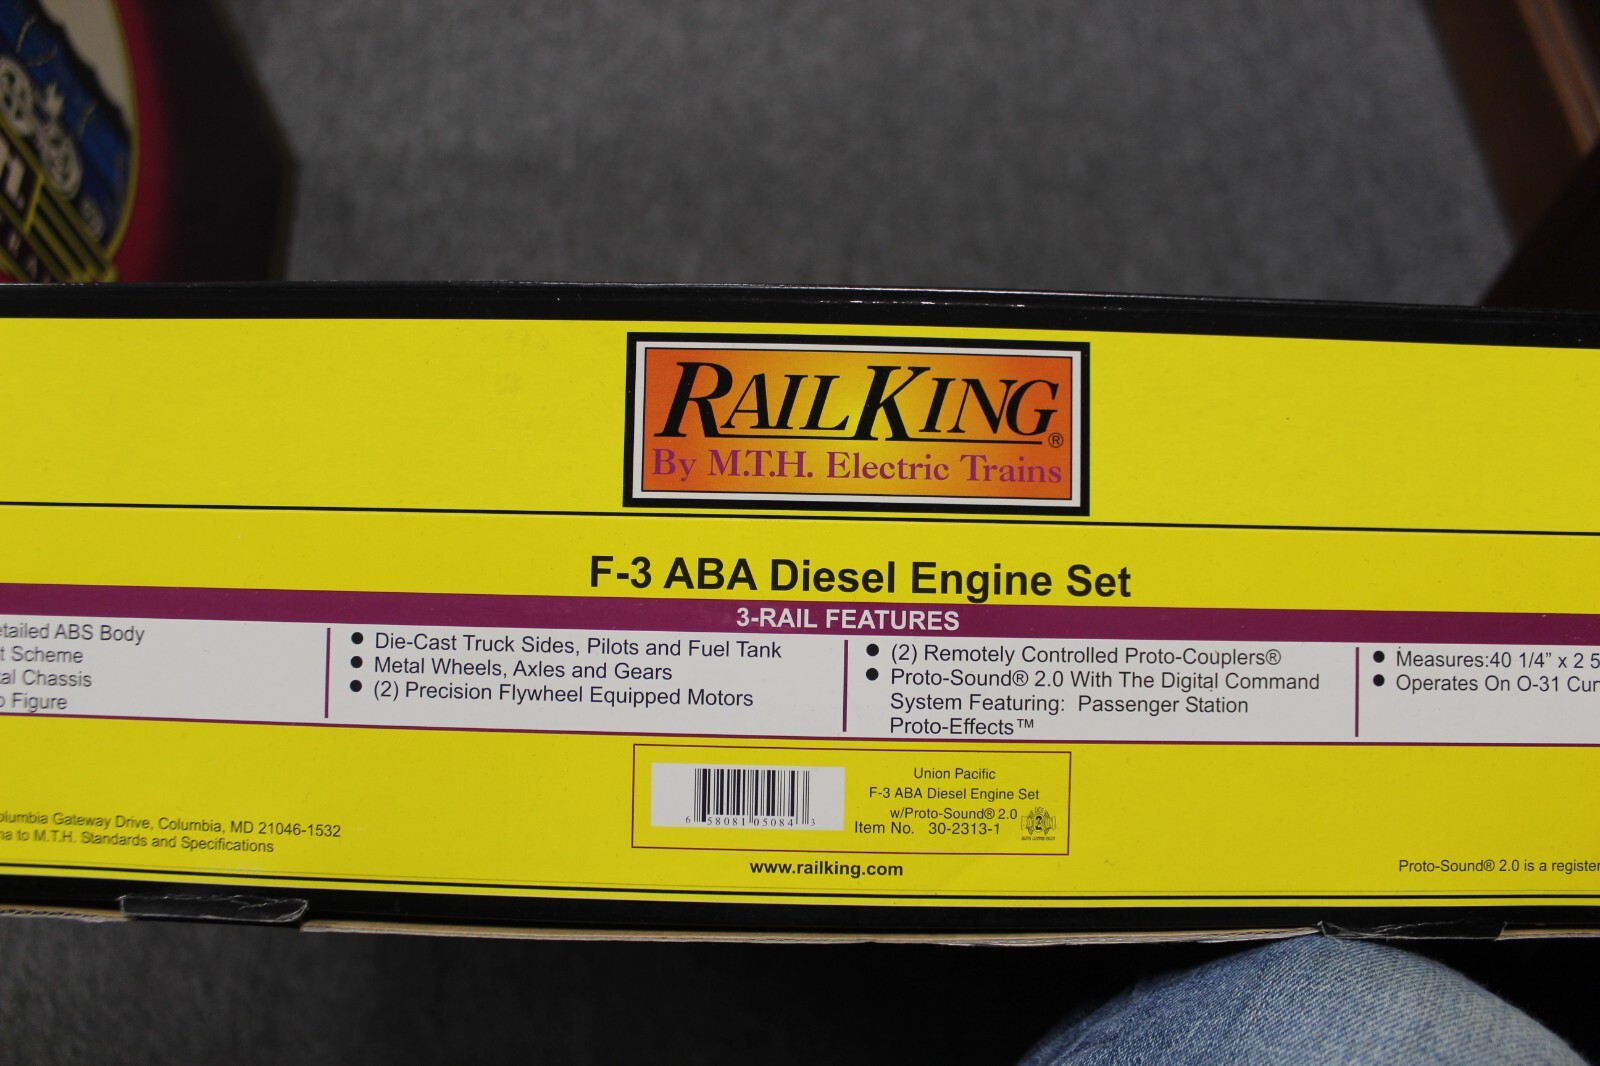 RAILKING®
By M.T.H. Electric Trains
F-3 ABA Diesel Engine Set
3-RAIL FEATURES
etailed ABS Body
t Scheme
al Chassis
Figure
● Die-Cast Truck Sides, Pilots and Fuel Tank
● Metal Wheels, Axles and Gears
● (2) Precision Flywheel Equipped Motors
● (2) Remotely Controlled Proto-Couplers®
● Proto-Sound® 2.0 With The Digital Command
System Featuring: Passenger Station
Proto-Effects™
● Measures:40 1/4" x 2 5
● Operates On O-31 Cur
6 58081 05084 3
Union Pacific
F-3 ABA Diesel Engine Set
w/Proto-Sound® 2.0
Item No. 30-2313-1
olumbia Gateway Drive, Columbia, MD 21046-1532
na to M.T.H. Standards and Specifications
www.railking.com
Proto-Sound® 2.0 is a register